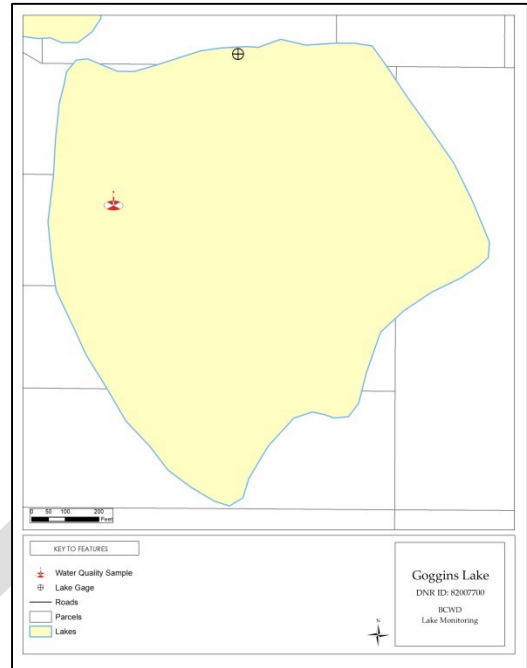 0 50 100 200
Feet
KEY TO FEATURES
Water Quality Sample
Lake Gage
Roads
Parcels
Lakes
Goggins Lake
DNR ID: 82007700
BCWD
Lake Monitoring
N